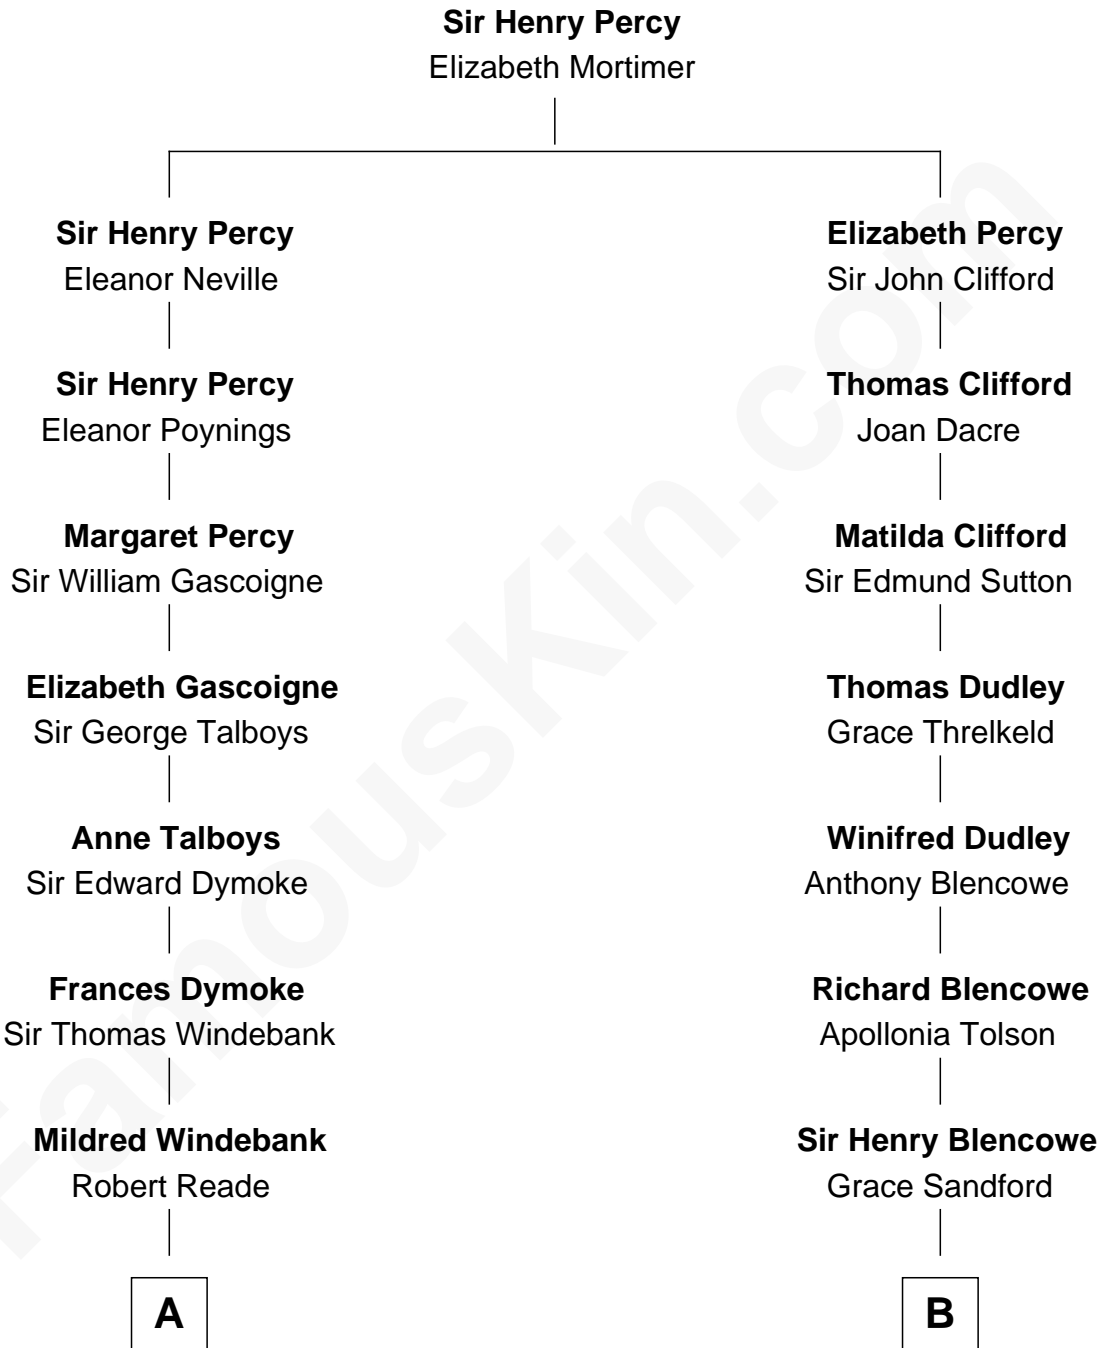 Sir Henry Percy
Elizabeth Mortimer
Sir Henry Percy
Eleanor Neville
Sir Henry Percy
Eleanor Poynings
Margaret Percy
Sir William Gascoigne
Elizabeth Gascoigne
Sir George Talboys
Anne Talboys
Sir Edward Dymoke
Frances Dymoke
Sir Thomas Windebank
Mildred Windebank
Robert Reade
A
Elizabeth Percy
Sir John Clifford
Thomas Clifford
Joan Dacre
Matilda Clifford
Sir Edmund Sutton
Thomas Dudley
Grace Threlkeld
Winifred Dudley
Anthony Blencowe
Richard Blencowe
Apollonia Tolson
Sir Henry Blencowe
Grace Sandford
B
FamousKin.com